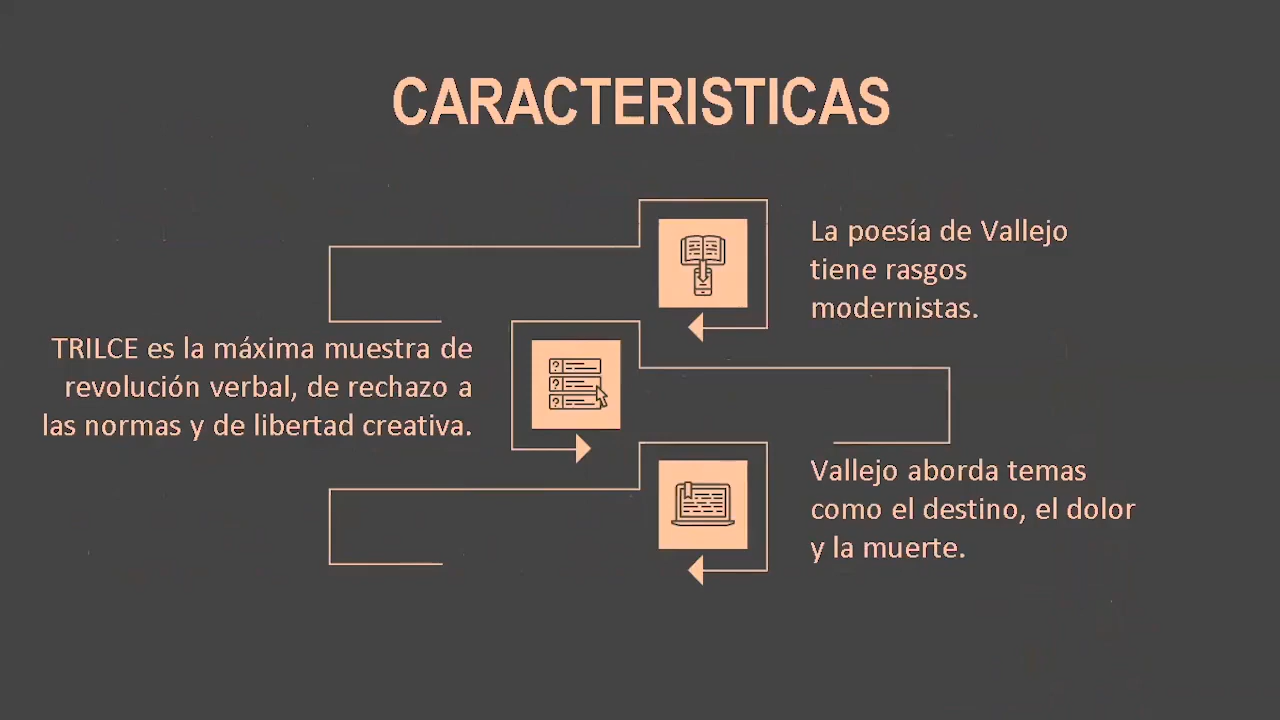 CARACTERISTICAS
La poesía de Vallejo
tiene rasgos
modernistas.
TRILCE es la máxima muestra de
revolución verbal, de rechazo a
las normas y de libertad creativa.
Vallejo aborda temas
como el destino, el dolor
y la muerte.